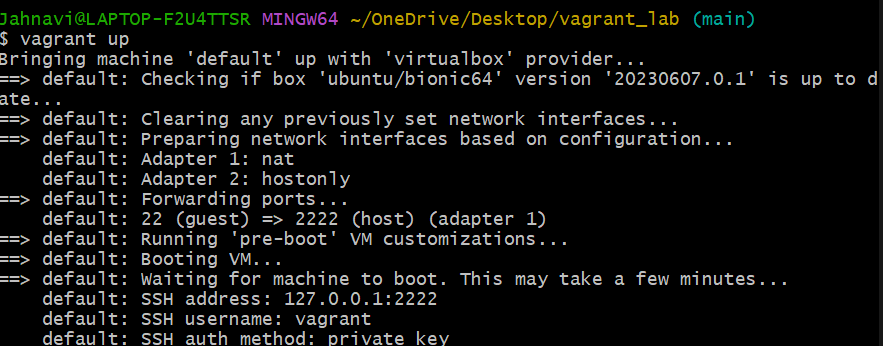 Jahnavi@LAPTOP-F2U4TTSR MINGW64 ~/OneDrive/Desktop/vagrant_lab (main)
$ vagrant up
Bringing machine 'default' up with 'virtualbox' provider...
==> default: Checking if box 'ubuntu/bionic64' version '20230607.0.1' is up to d
ate...
==> default: Clearing any previously set network interfaces...
==> default: Preparing network interfaces based on configuration...
    default: Adapter 1: nat
    default: Adapter 2: hostonly
==> default: Forwarding ports...
    default: 22 (guest) => 2222 (host) (adapter 1)
==> default: Running 'pre-boot' VM customizations...
==> default: Booting VM...
==> default: Waiting for machine to boot. This may take a few minutes...
    default: SSH address: 127.0.0.1:2222
    default: SSH username: vagrant
    default: SSH auth method: private key